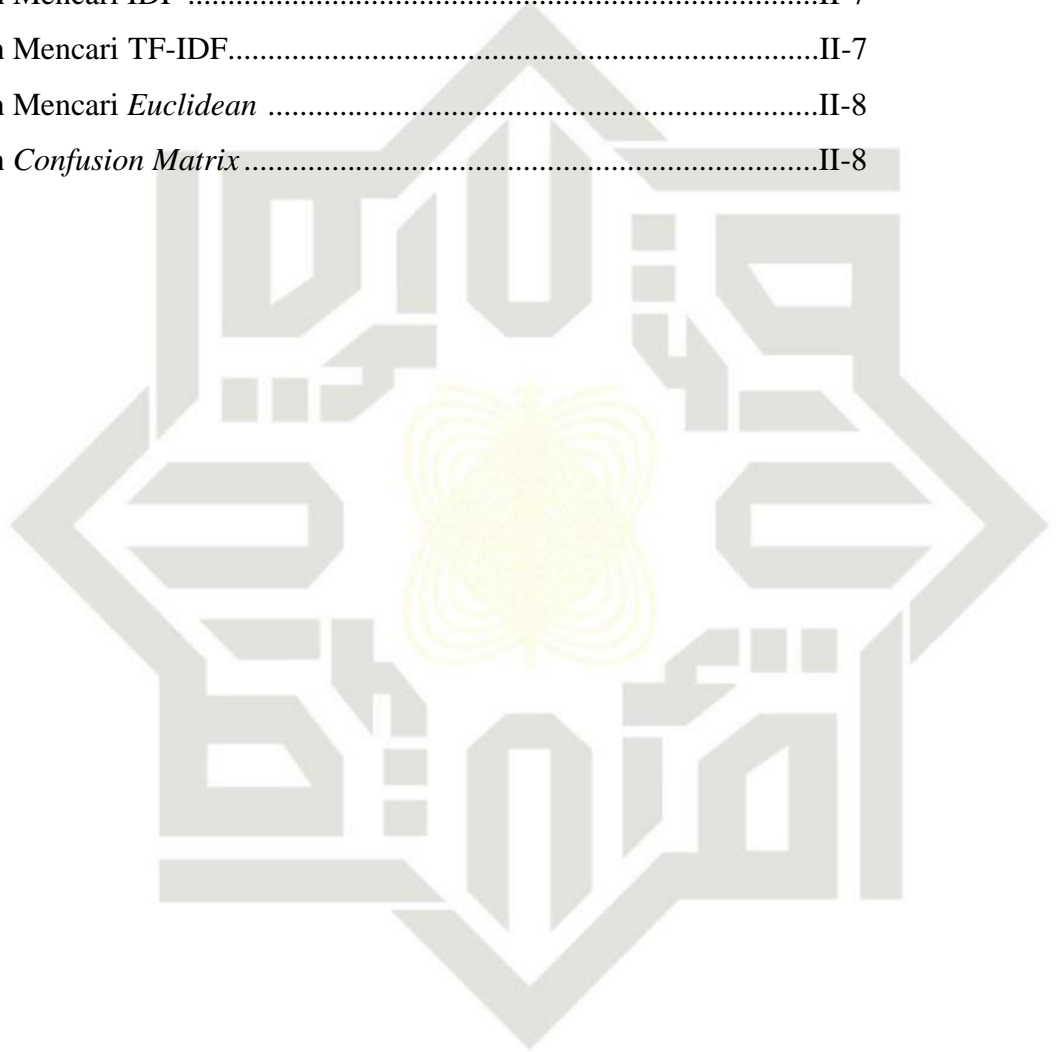 Mencari IDF ........................................................................II-7
Mencari TF-IDF...................................................................II-7
Mencari Euclidean ..............................................................II-8
Confusion Matrix.................................................................II-8